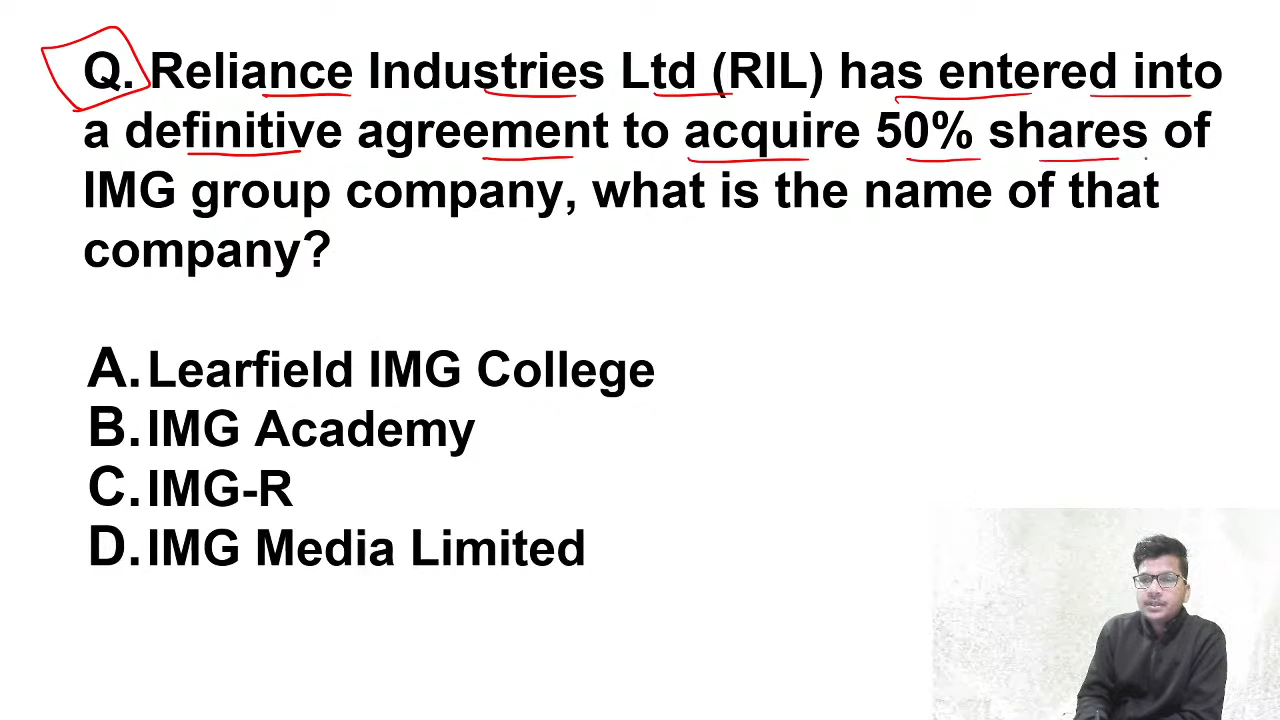 Q. Reliance Industries Ltd (RIL) has entered into
a definitive agreement to acquire 50% shares of
IMG group company, what is the name of that
company?
A. Learfield IMG College
B. IMG Academy
C. IMG-R
D. IMG Media Limited